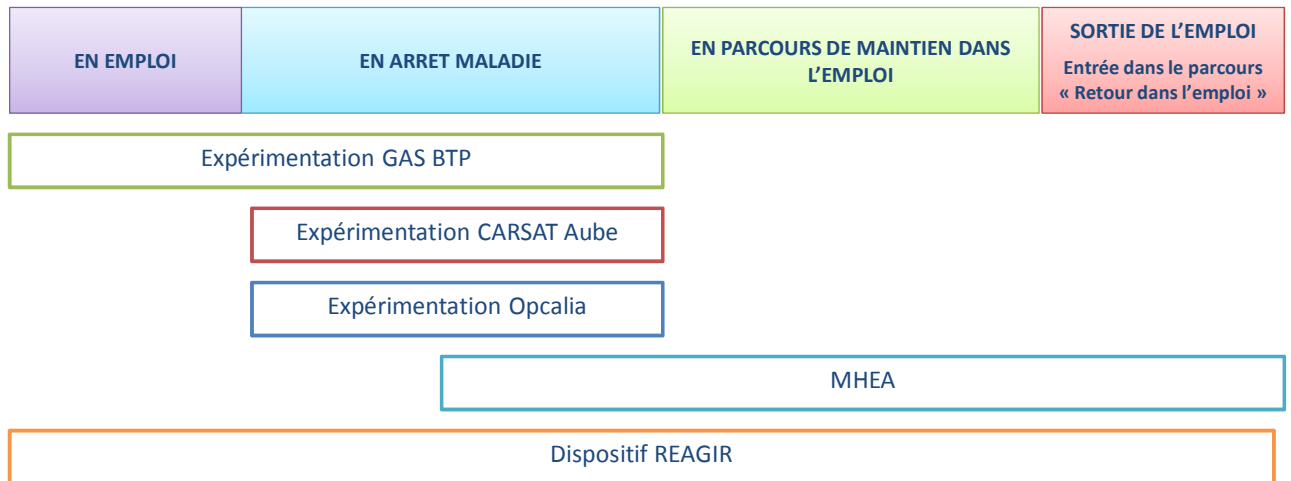 EN EMPLOI
EN ARRET MALADIE
EN PARCOURS DE MAINTIEN DANS
L'EMPLOI
SORTIE DE L'EMPLOI
Entrée dans le parcours
« Retour dans l'emploi »
Expérimentation GAS BTP
Expérimentation CARSAT Aube
Expérimentation Opcalia
MHEA
Dispositif REAGIR